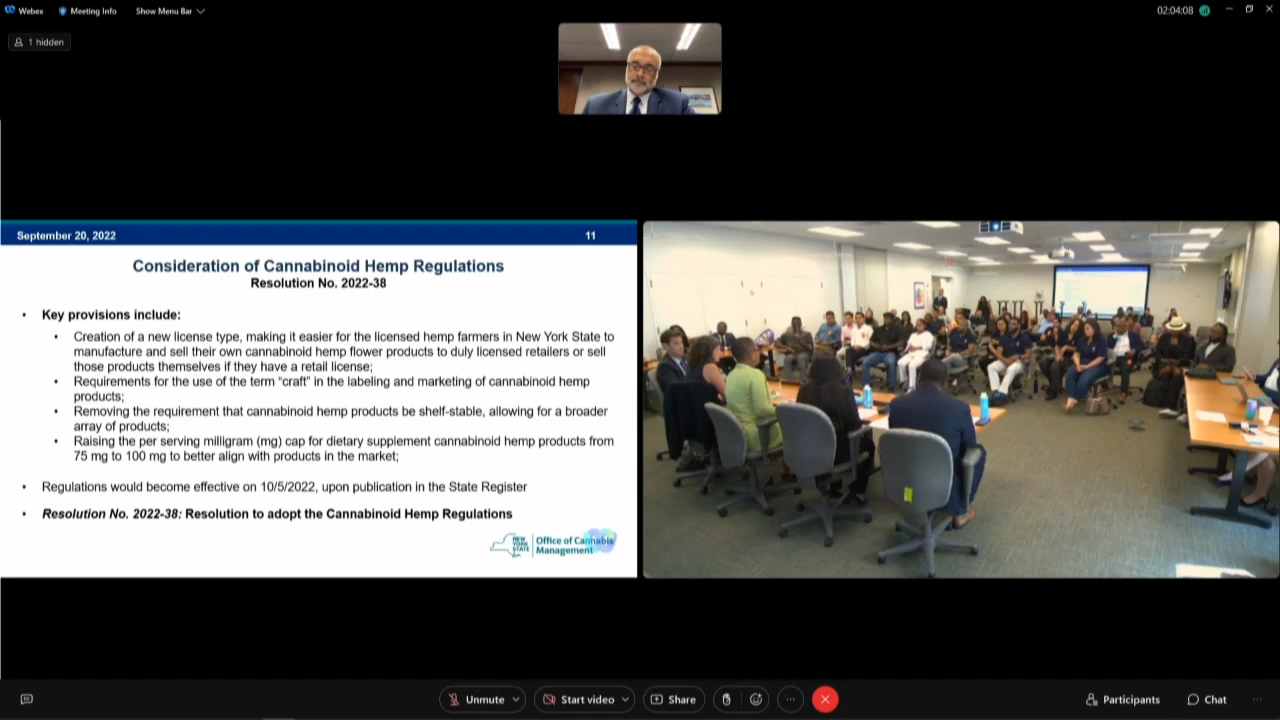 Webex
Meeting Info
Show Menu Bar
02:04:08
1 hidden
September 20, 2022
11
Consideration of Cannabinoid Hemp Regulations
Resolution No. 2022-38
• Key provisions include:
• Creation of a new license type, making it easier for the licensed hemp farmers in New York State to
manufacture and sell their own cannabinoid hemp flower products to duly licensed retailers or sell
those products themselves if they have a retail license;
• Requirements for the use of the term “craft” in the labeling and marketing of cannabinoid hemp
products;
• Removing the requirement that cannabinoid hemp products be shelf-stable, allowing for a broader
array of products;
• Raising the per serving milligram (mg) cap for dietary supplement cannabinoid hemp products from
75 mg to 100 mg to better align with products in the market;
• Regulations would become effective on 10/5/2022, upon publication in the State Register
• Resolution No. 2022-38: Resolution to adopt the Cannabinoid Hemp Regulations
NEW
YORK
STATE
Office of Cannabis
Management
Unmute
Start video
Share
Participants
Chat